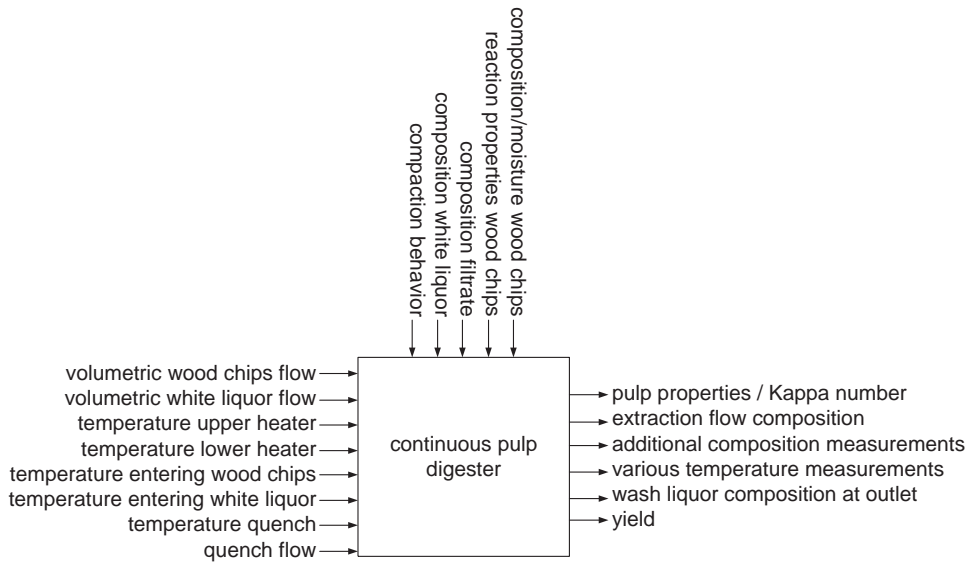 compaction behavior
composition white liquor
composition filtrate
reaction properties wood chips
composition/moisture wood chips
volumetric wood chips flow
volumetric white liquor flow
temperature upper heater
temperature lower heater
temperature entering wood chips
temperature entering white liquor
temperature quench
quench flow
continuous pulp
digester
pulp properties / Kappa number
extraction flow composition
additional composition measurements
various temperature measurements
wash liquor composition at outlet
yield